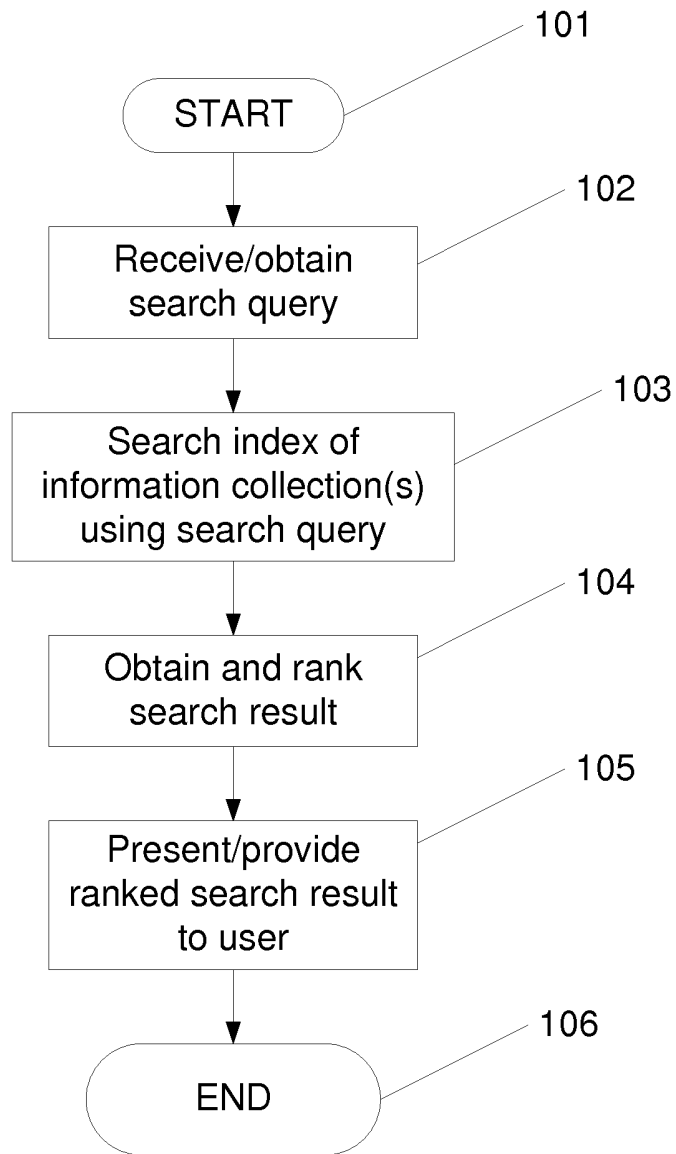 101
START
102
Receive/obtain
search query
103
Search index of
information collection(s)
using search query
104
Obtain and rank
search result
105
Present/provide
ranked search result
to user
106
END